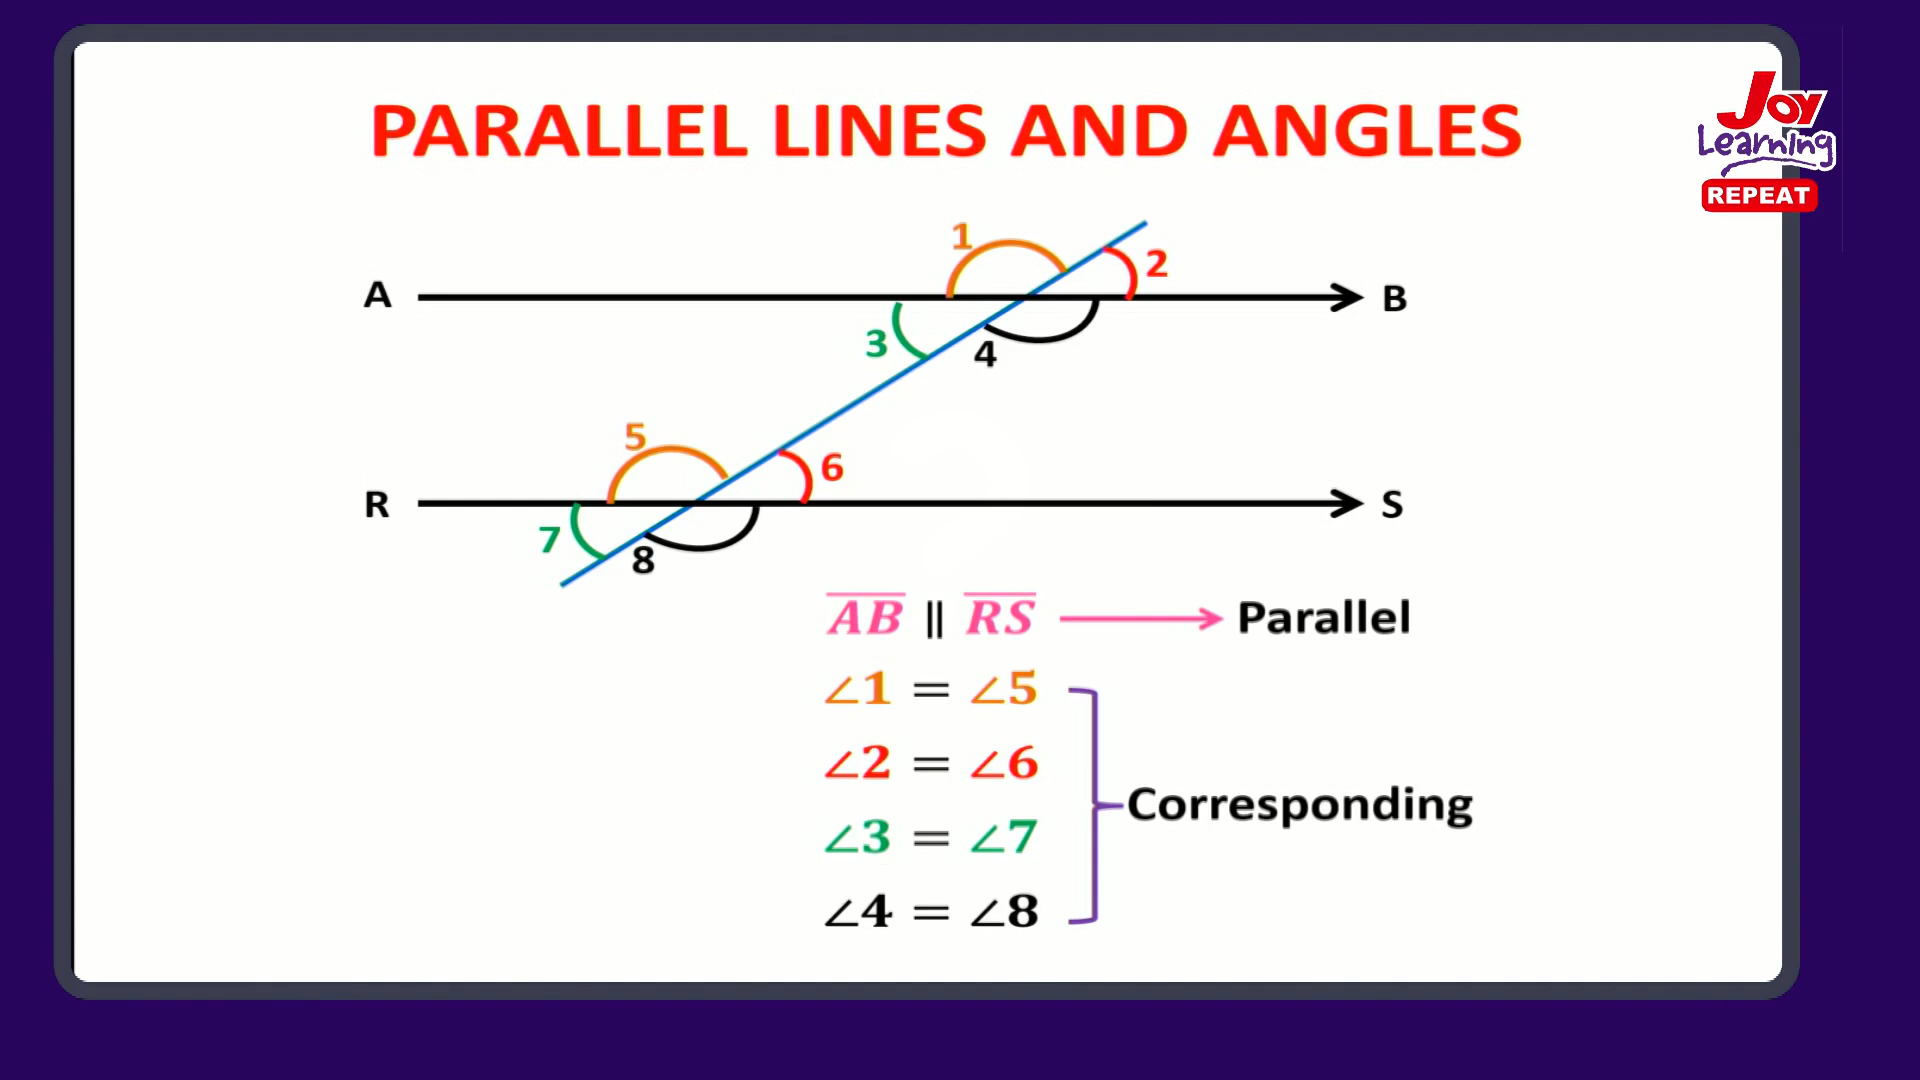 PARALLEL LINES AND ANGLES
Joy
Learning
REPEAT
1
2
A
B
3
4
5
6
R
S
7
8
AB || RS Parallel
∠1 = ∠5
∠2 = ∠6
Corresponding
∠3 = ∠7
∠4 = ∠8